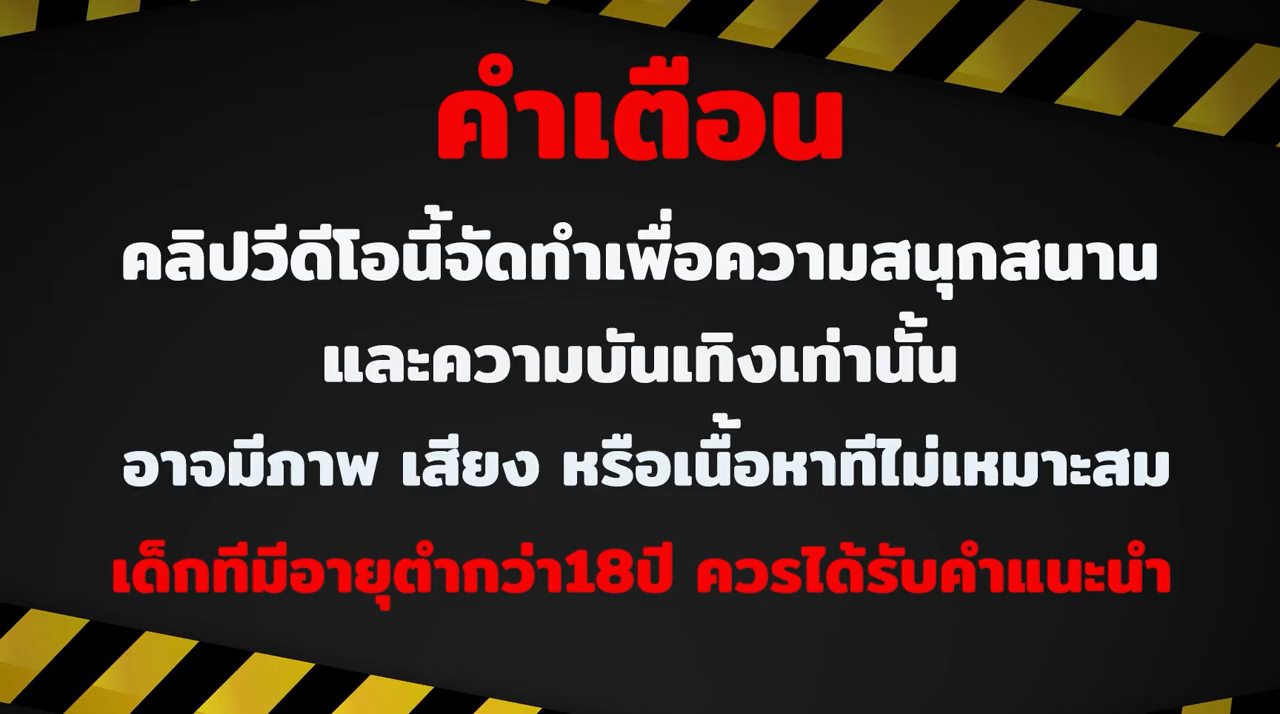 คำเตือน
คลิปวีดีโอนี้จัดทำเพื่อความสนุกสนาน
และความบันเทิงเท่านั้น
อาจมีภาพ เสียง หรือเนื้อหาทีไม่เหมาะสม
เด็กทีมีอายุตำกว่า18ปี ควรได้รับคำแนะนำ